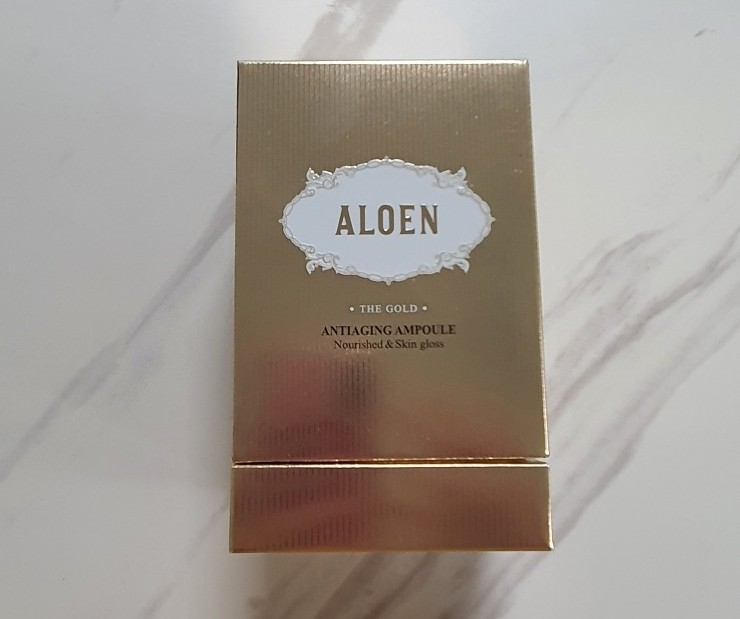 ALOEN
• THE GOLD •
ANTIAGING AMPOULE
Nourished & Skin gloss